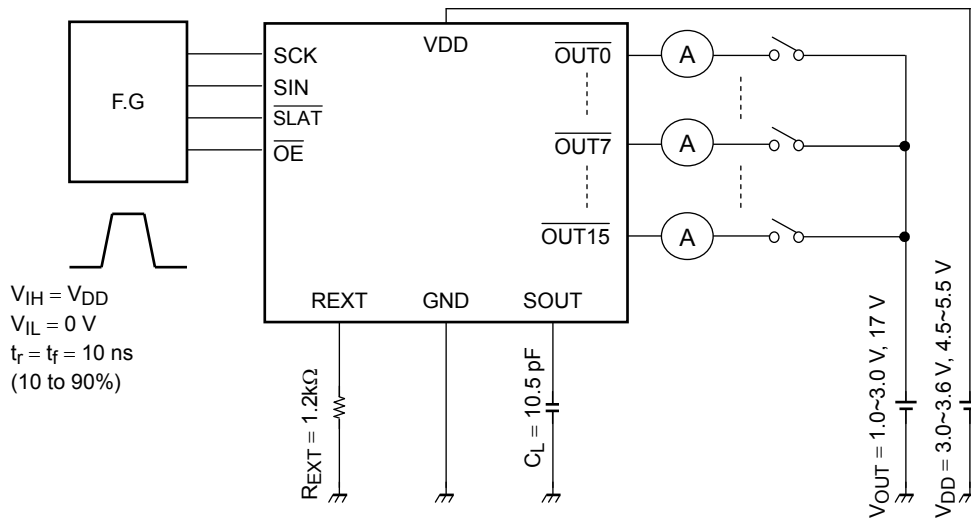 F.G
SCK
SIN
SLAT
OE
VDD
OUT0
OUT7
OUT15
A
A
A
REXT
GND
SOUT
VIH = VDD
VIL = 0 V
tr = tf = 10 ns
(10 to 90%)
REXT = 1.2kΩ
CL = 10.5 pF
VOUT = 1.0~3.0 V, 17 V
VDD = 3.0~3.6 V, 4.5~5.5 V